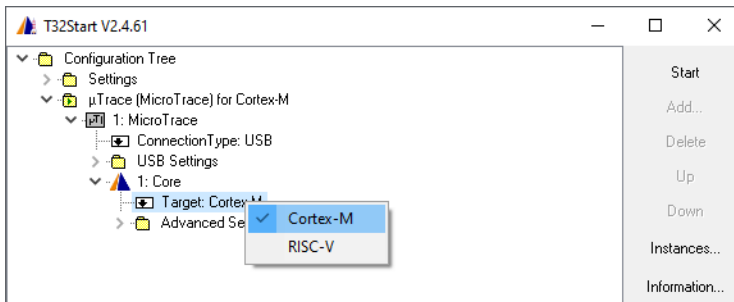 T32Start V2.4.61
Configuration Tree
Start
Settings
µTrace (MicroTrace) for Cortex-M
Add...
µT 1: MicroTrace
ConnectionType: USB
Delete
USB Settings
Up
1: Core
Target: Cortex-M
Down
Advanced Se
Cortex-M
RISC-V
Instances...
Information...